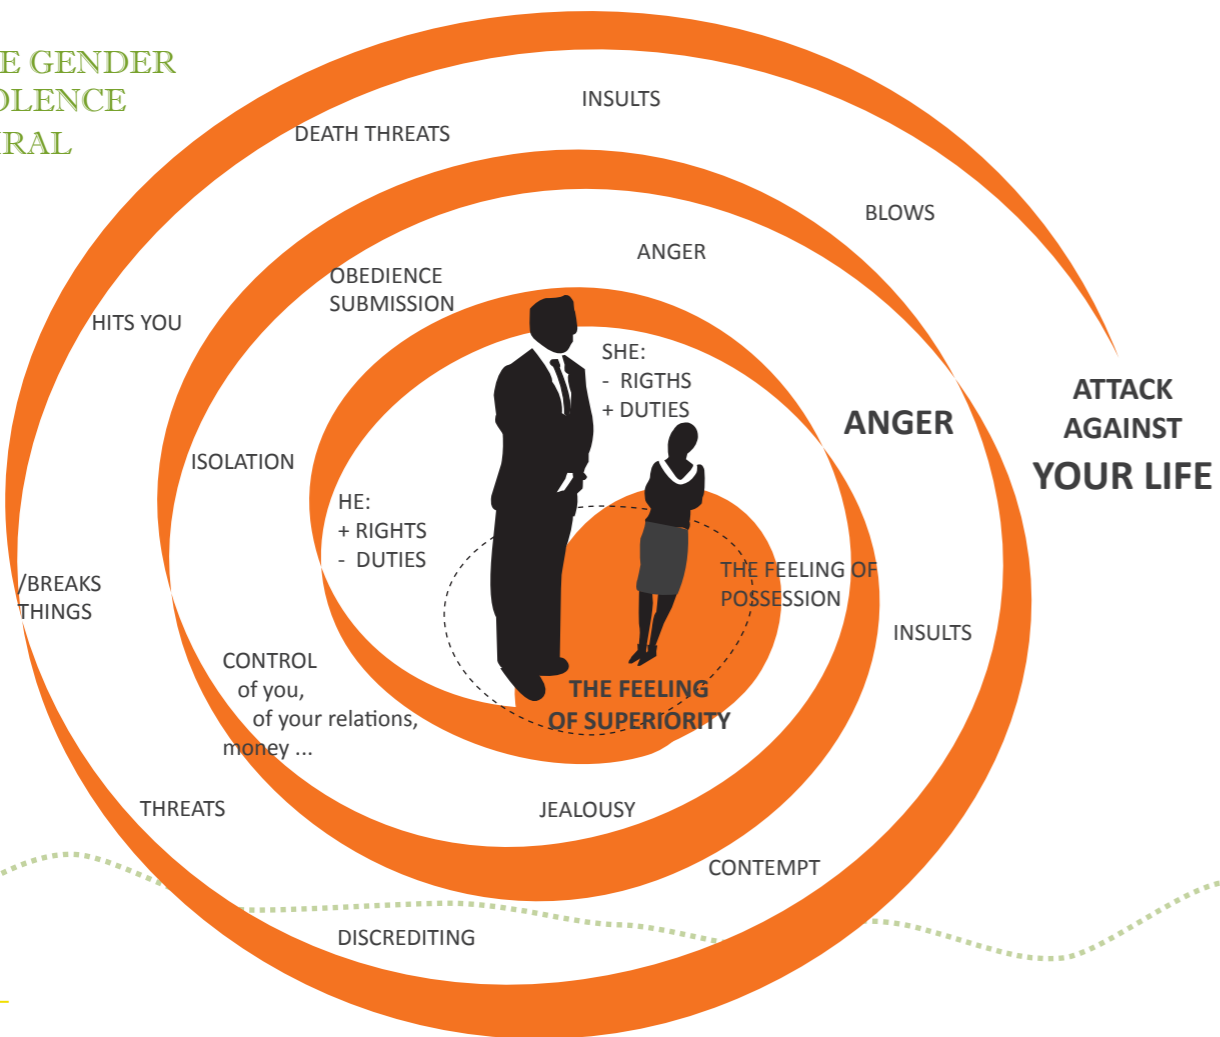 E GENDER
OLENCE
IRAL
INSULTS
DEATH THREATS
BLOWS
ANGER
OBEDIENCE
SUBMISSION
HITS YOU
SHE:
- RIGTHS
+ DUTIES
ATTACK
AGAINST
YOUR LIFE
ANGER
ISOLATION
HE:
+ RIGHTS
- DUTIES
THE FEELING OF
POSSESSION
/BREAKS
THINGS
INSULTS
CONTROL
of you,
of your relations,
money ...
THE FEELING
OF SUPERIORITY
THREATS
JEALOUSY
CONTEMPT
DISCREDITING